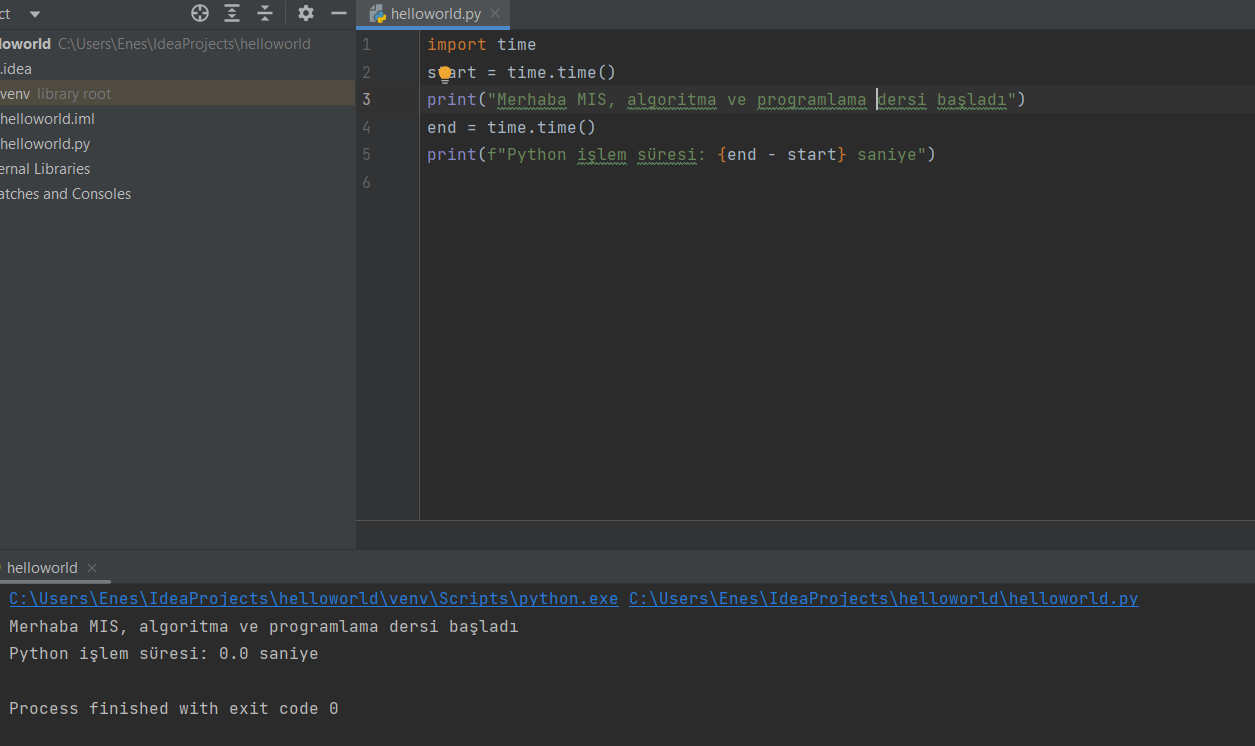 ct
helloworld.py
loworld C:\Users\Enes\IdeaProjects\helloworld
.idea
venv library root
helloworld.iml
helloworld.py
ernal Libraries
atches and Consoles
1 import time
2 start = time.time()
3 print("Merhaba MIS, algoritma ve programlama dersi başladı")
4 end = time.time()
5 print(f"Python işlem süresi: {end - start} saniye")
6
helloworld
C:\Users\Enes\IdeaProjects\helloworld\venv\Scripts\python.exe C:\Users\Enes\IdeaProjects\helloworld\helloworld.py
Merhaba MIS, algoritma ve programlama dersi başladı
Python işlem süresi: 0.0 saniye
Process finished with exit code 0